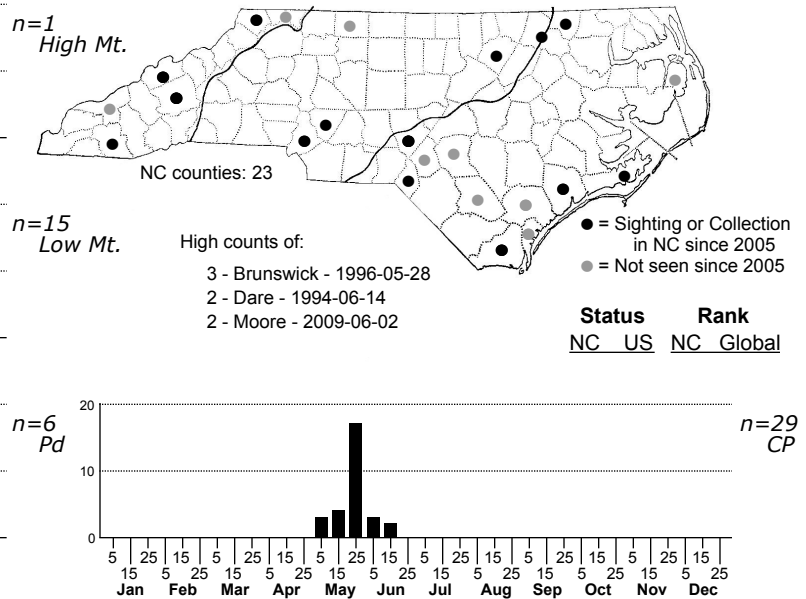 n=1
High Mt.
NC counties: 23
n=15
Low Mt.
High counts of:
3 - Brunswick - 1996-05-28
2 - Dare - 1994-06-14
2 - Moore - 2009-06-02
= Sighting or Collection
in NC since 2005
= Not seen since 2005
Status Rank
NC US NC Global
n=6
Pd
n=29
CP
20
10
0
5 25 15 5 25 15 5 25 15 5 25 15 5 25 15 5 25 15
15 5 25 15 5 25 15 5 25 15 5 25 15 5 25 15 5 25
Jan Feb Mar Apr May Jun Jul Aug Sep Oct Nov Dec